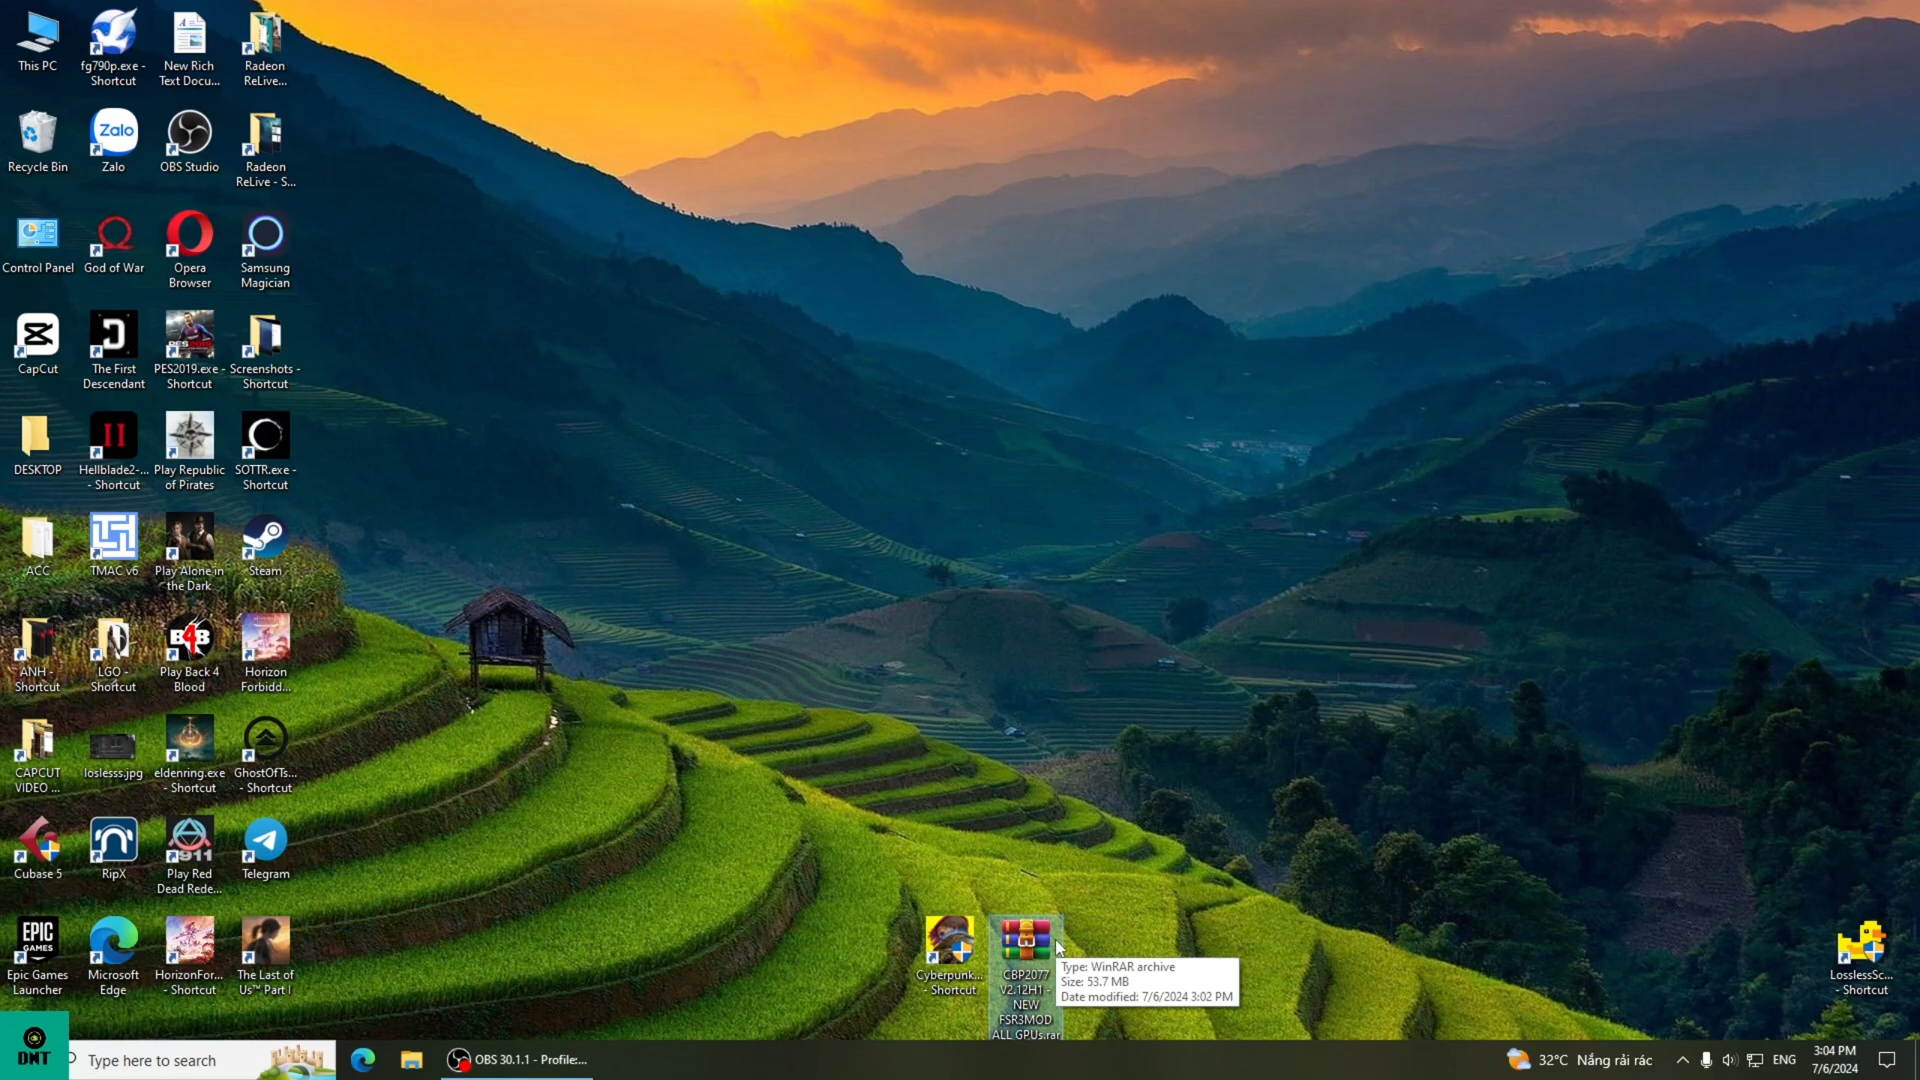 This PC
fg790p.exe -
Shortcut
New Rich
Text Docu...
Radeon
ReLive...
Recycle Bin
Zalo
Zalo
OBS Studio
Radeon
ReLive - S...
Control Panel
God of War
Opera
Browser
Samsung
Magician
CapCut
The First
Descendant
PES2019.exe -
Shortcut
Screenshots -
Shortcut
DESKTOP
Hellblade2-...
- Shortcut
Play Republic
of Pirates
SOTTR.exe -
Shortcut
ACC
TMAC v6
Play Alone in
the Dark
Steam
ANH -
Shortcut
LGO -
Shortcut
B4B
Play Back 4
Blood
Horizon
Forbidd...
CAPCUT
VIDEO ...
loslesss.jpg
eldenring.exe
- Shortcut
GhostOfTs...
- Shortcut
Cubase 5
RipX
911
Play Red
Dead Rede...
Telegram
EPIC
GAMES
Epic Games
Launcher
Microsoft
Edge
HorizonFor...
- Shortcut
The Last of
Us™ Part I
Cyberpunk...
- Shortcut
CBP2077
V2.12H1 -
NEW
FSR3MOD
ALL GPUs.rar
Type: WinRAR archive
Size: 53.7 MB
Date modified: 7/6/2024 3:02 PM
LosslessSc...
- Shortcut
DNT
Type here to search
OBS 30.1.1 - Profile:...
32°C Nắng rải rác
ENG
3:04 PM
7/6/2024